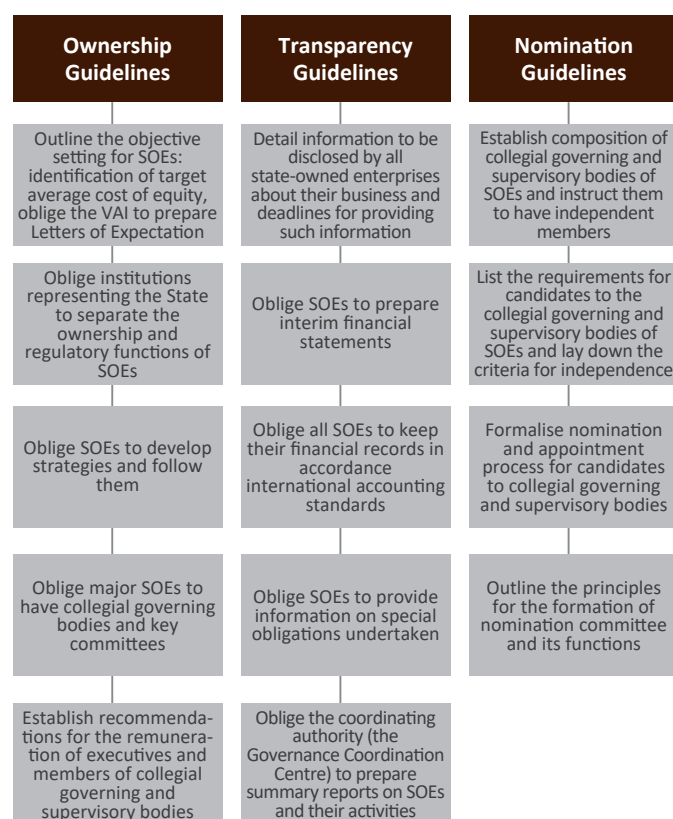 Ownership
Guidelines
Outline the objective
setting for SOEs:
identification of target
average cost of equity,
oblige the VAI to prepare
Letters of Expectation
Oblige institutions
representing the State
to separate the
ownership and
regulatory functions of
SOEs
Oblige SOEs to develop
strategies and follow
them
Oblige major SOEs to
have collegial governing
bodies and key
committees
Establish recommenda-
tions for the remunera-
tion of executives and
members of collegial
governing and
supervisory bodies
Transparency
Guidelines
Detail information to be
disclosed by all
state-owned enterprises
about their business and
deadlines for providing
such information
Oblige SOEs to prepare
interim financial
statements
Oblige all SOEs to keep
their financial records in
accordance
international accounting
standards
Oblige SOEs to provide
information on special
obligations undertaken
Oblige the coordinating
authority (the
Governance Coordination
Centre) to prepare
summary reports on SOEs
and their activities
Nomination
Guidelines
Establish composition of
collegial governing and
supervisory bodies of
SOEs and instruct them
to have independent
members
List the requirements for
candidates to the
collegial governing and
supervisory bodies of
SOEs and lay down the
criteria for independence
Formalise nomination
and appointment
process for candidates
to collegial governing
and supervisory bodies
Outline the principles
for the formation of
nomination committee
and its functions